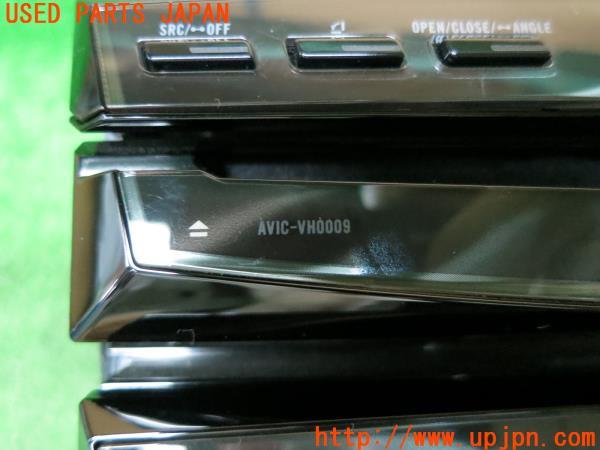 USED PARTS JAPAN
SRC/⊷OFF
OPEN/CLOSE/⊷ANGLE
AVIC-VH0009
http://www.upjpn.com/